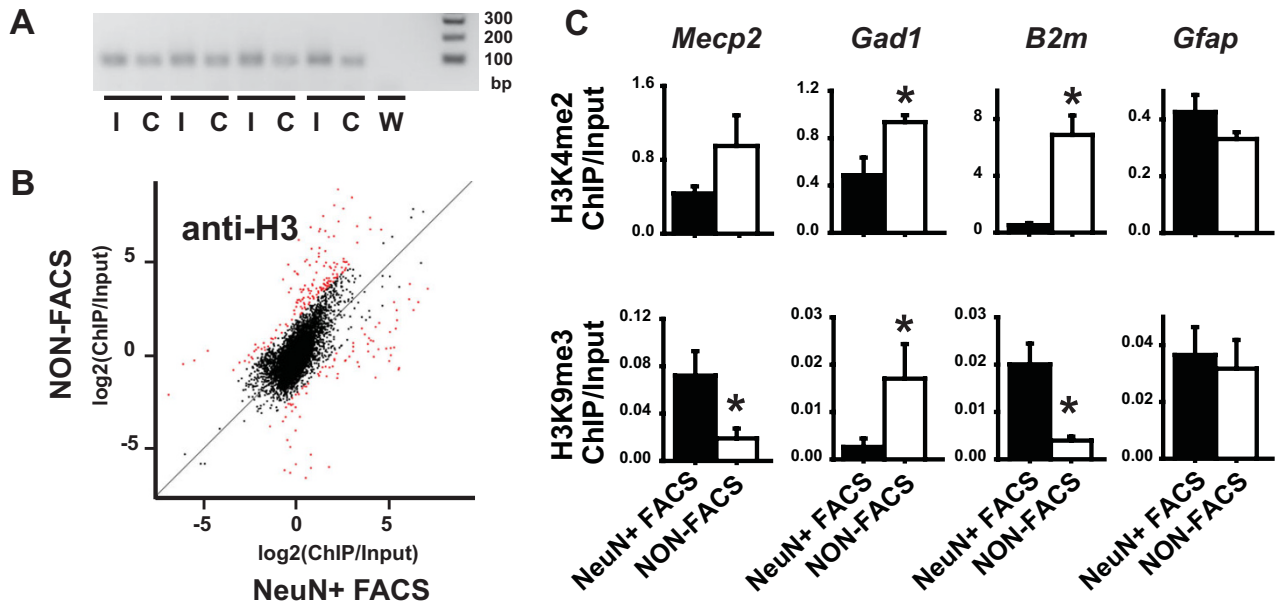 A
300
200
100
bp
I C I C I C I C W
B
anti-H3
NON-FACS
log2(ChIP/Input)
5
0
-5
-5 0 5
log2(ChIP/Input)
NeuN+ FACS
C
Mecp2 Gad1 B2m Gfap
H3K4me2
ChIP/Input
1.6
0.8
0.0
1.2
0.8
0.4
0.0
*
8
4
0
*
0.4
0.2
0.0
H3K9me3
ChIP/Input
0.12
0.08
0.04
0.00
*
0.03
0.02
0.01
0.00
*
0.03
0.02
0.01
0.00
*
0.06
0.04
0.02
0.00
NeuN+ FACS
NON-FACS
NeuN+ FACS
NON-FACS
NeuN+ FACS
NON-FACS
NeuN+ FACS
NON-FACS